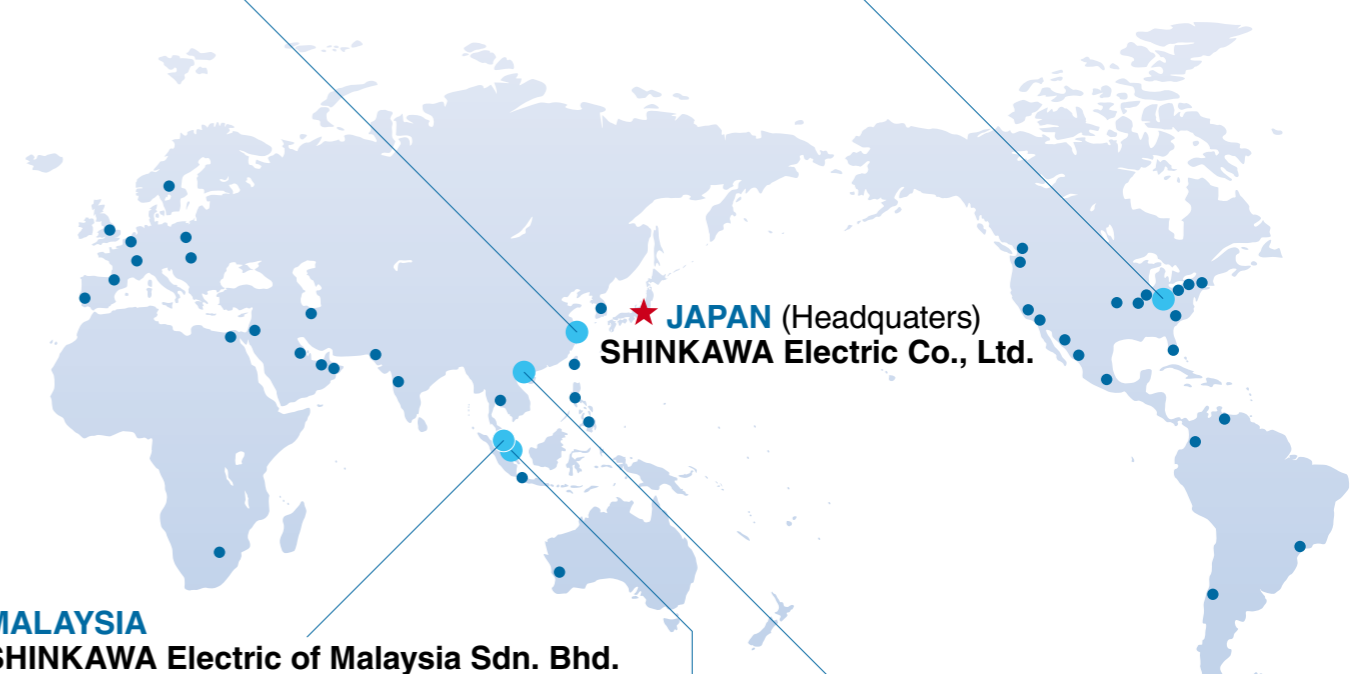 JAPAN (Headquaters)
SHINKAWA Electric Co., Ltd.
MALAYSIA
SHINKAWA Electric of Malaysia Sdn. Bhd.